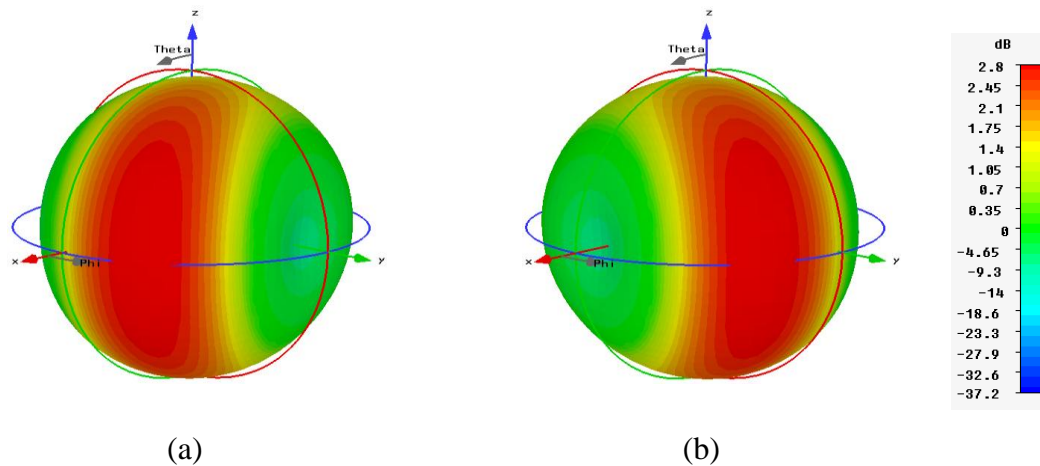 z
Theta
x
Phi
y
(a)
z
Theta
x
Phi
y
(b)
dB
2.8
2.45
2.1
1.75
1.4
1.05
0.7
0.35
0
-4.65
-9.3
-14
-18.6
-23.3
-27.9
-32.6
-37.2